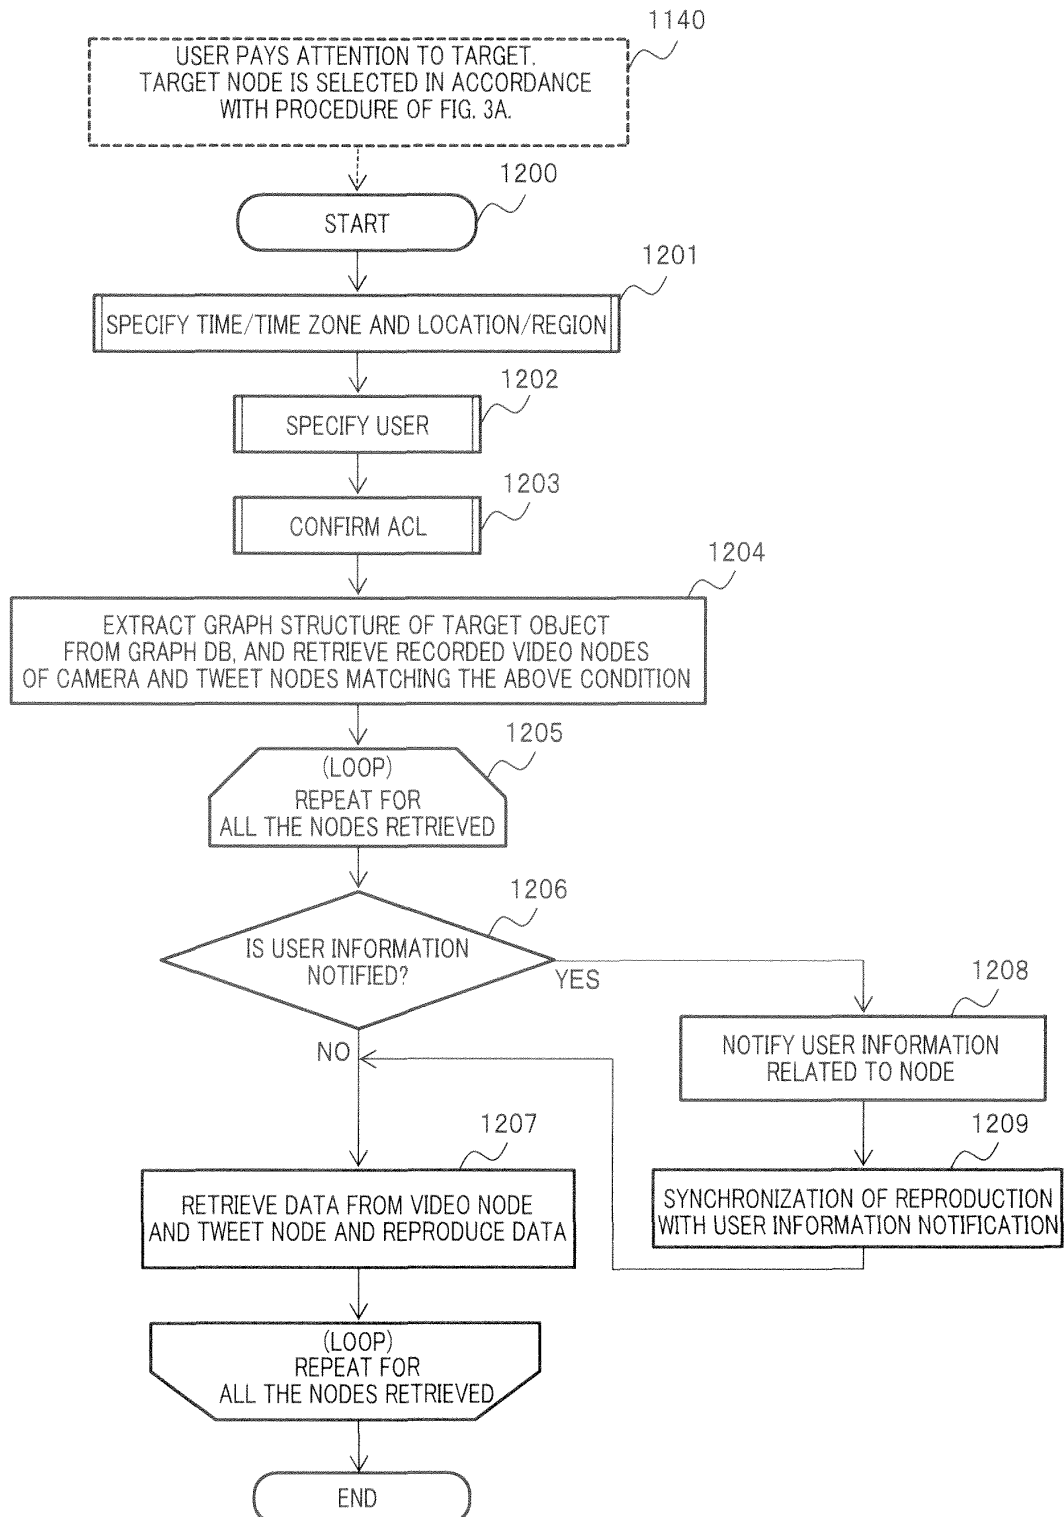 1140
USER PAYS ATTENTION TO TARGET.
TARGET NODE IS SELECTED IN ACCORDANCE
WITH PROCEDURE OF FIG. 3A.
1200
START
1201
SPECIFY TIME/TIME ZONE AND LOCATION/REGION
1202
SPECIFY USER
1203
CONFIRM ACL
1204
EXTRACT GRAPH STRUCTURE OF TARGET OBJECT
FROM GRAPH DB, AND RETRIEVE RECORDED VIDEO NODES
OF CAMERA AND TWEET NODES MATCHING THE ABOVE CONDITION
1205
(LOOP)
REPEAT FOR
ALL THE NODES RETRIEVED
1206
IS USER INFORMATION
NOTIFIED?
YES
NO
1208
NOTIFY USER INFORMATION
RELATED TO NODE
1207
RETRIEVE DATA FROM VIDEO NODE
AND TWEET NODE AND REPRODUCE DATA
1209
SYNCHRONIZATION OF REPRODUCTION
WITH USER INFORMATION NOTIFICATION
(LOOP)
REPEAT FOR
ALL THE NODES RETRIEVED
END